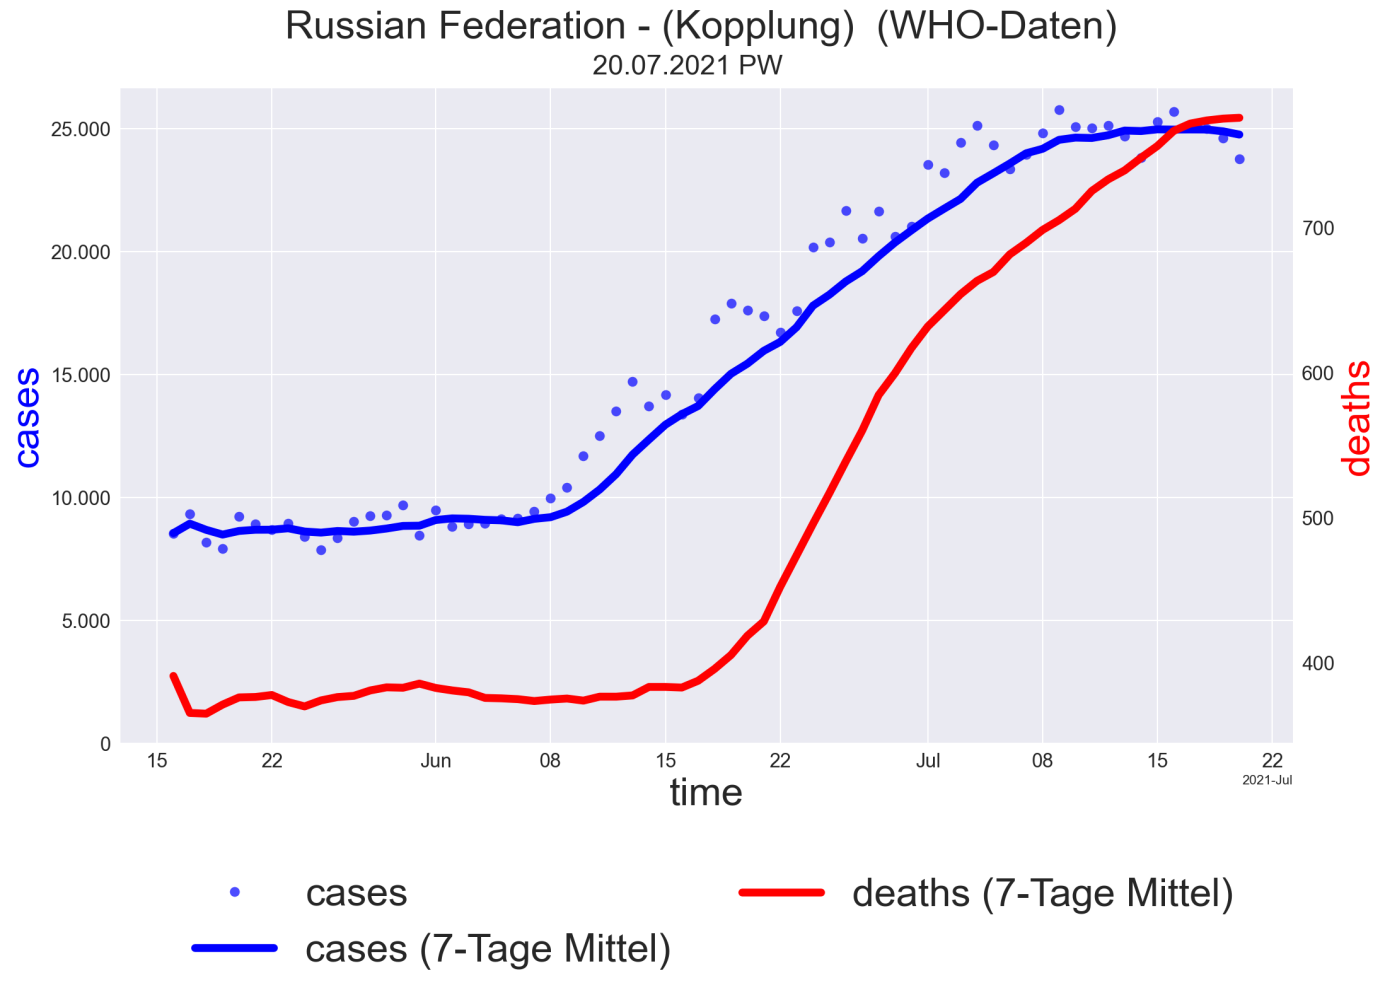 Russian Federation - (Kopplung)  (WHO-Daten)
20.07.2021 PW
25.000
20.000
15.000
10.000
5.000
0
cases
700
600
500
400
deaths
15 22 Jun 08 15 22 Jul 08 15 22
2021-Jul
time
cases
cases (7-Tage Mittel)
deaths (7-Tage Mittel)